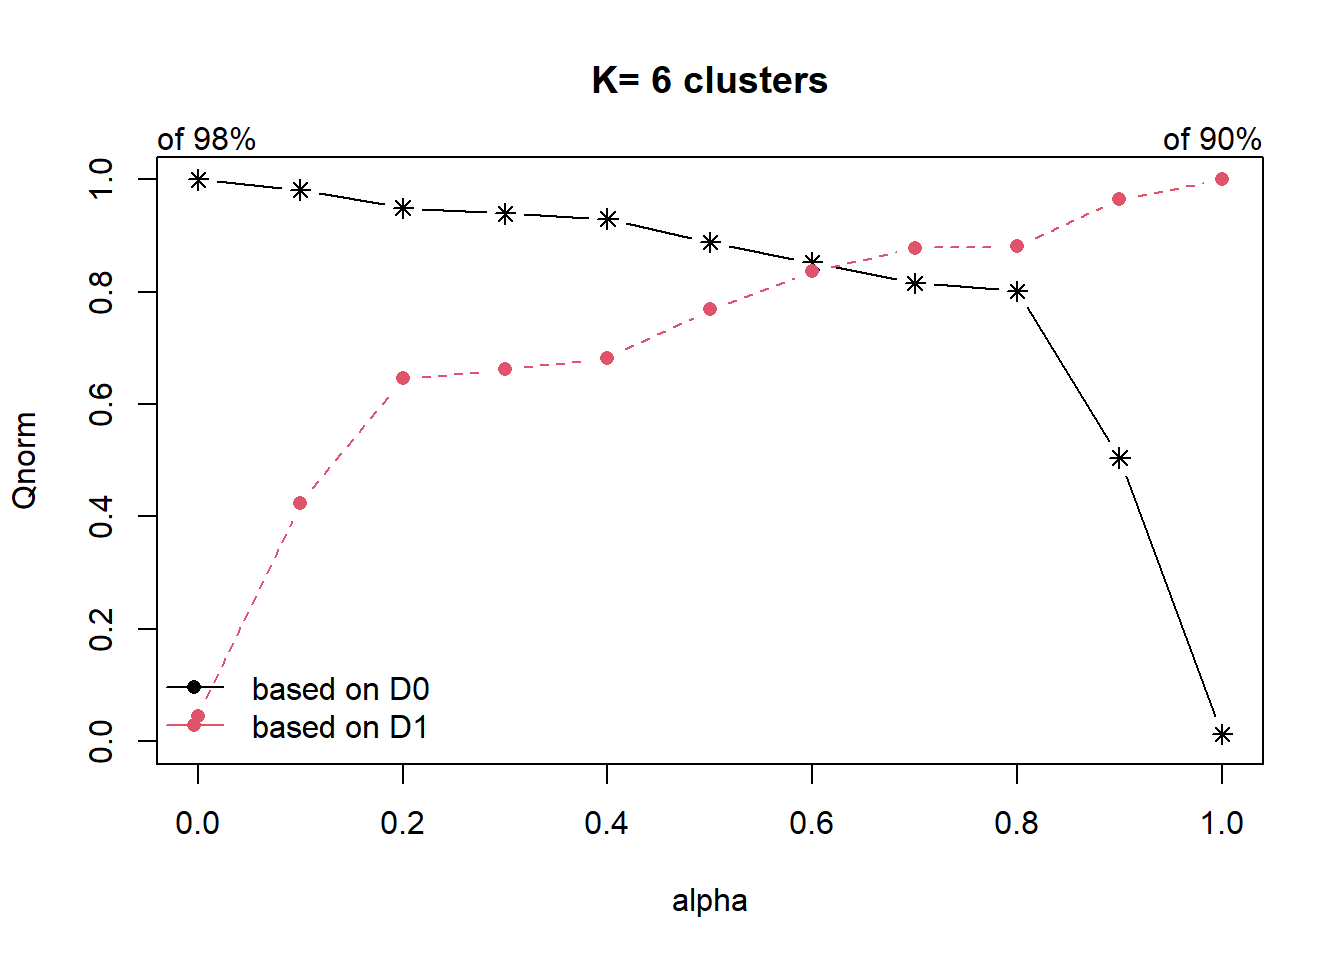 K= 6 clusters
of 98%
of 90%
1.0
0.8
0.6
0.4
0.2
0.0
Qnorm
based on D0
based on D1
0.0 0.2 0.4 0.6 0.8 1.0
alpha